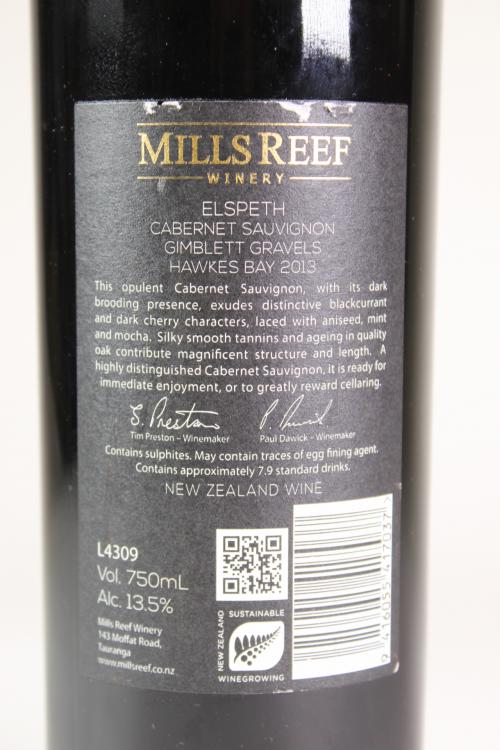 MILLS REEF
WINERY
ELSPETH
CABERNET SAUVIGNON
GIMBLETT GRAVELS
HAWKES BAY 2013
This opulent Cabernet Sauvignon, with its dark
brooding presence, exudes distinctive blackcurrant
and dark cherry characters, laced with aniseed, mint
and mocha. Silky smooth tannins and ageing in quality
oak contribute magnificent structure and length. A
highly distinguished Cabernet Sauvignon, it is ready for
immediate enjoyment, or to greatly reward cellaring.
Tim Preston – Winemaker
Paul Dawick – Winemaker
Contains sulphites. May contain traces of egg fining agent.
Contains approximately 7.9 standard drinks.
NEW ZEALAND WINE
L4309
Vol. 750mL
Alc. 13.5%
Mills Reef Winery
143 Moffat Road,
Tauranga
www.millsreef.co.nz
NEW ZEALAND
SUSTAINABLE
WINEGROWING
9 416055 417037